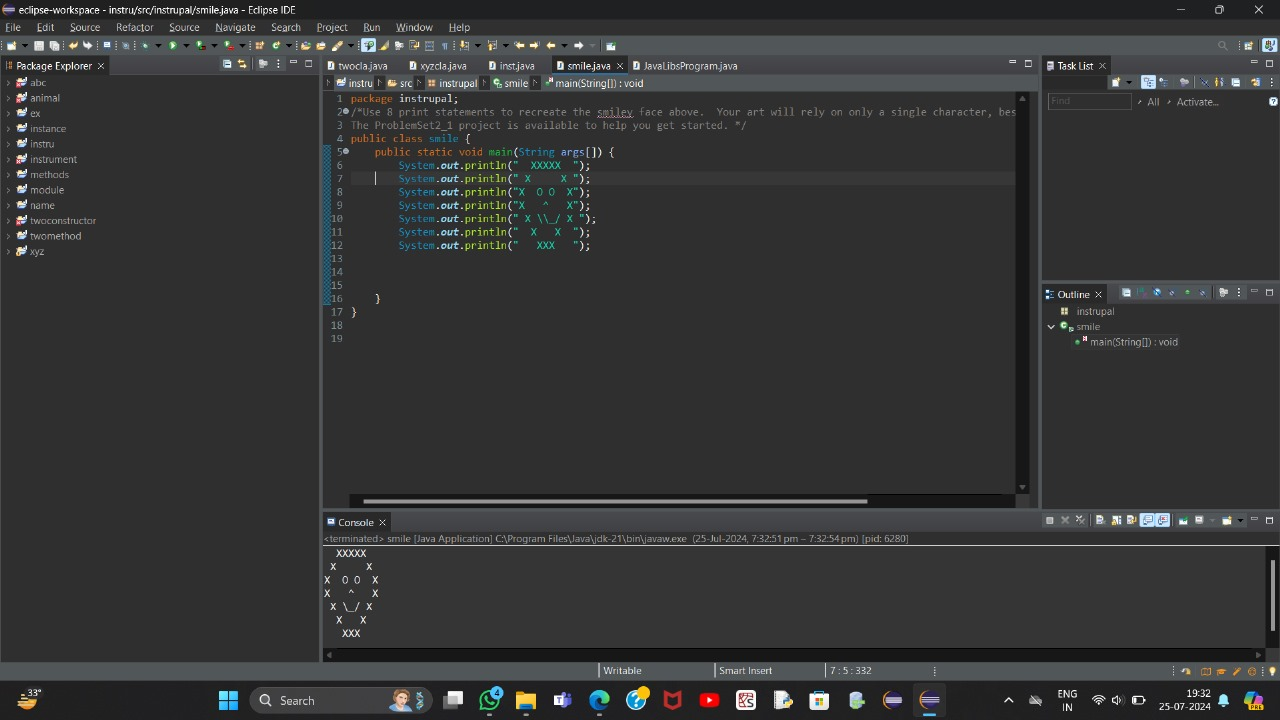 eclipse-workspace - instru/src/instrupal/smile.java - Eclipse IDE
File Edit Source Refactor Source Navigate Search Project Run Window Help
Package Explorer
abc
animal
ex
instance
instru
instrument
methods
module
name
twoconstructor
twomethod
xyz
twocla.java xyzcla.java inst.java smile.java JavaLibsProgram.java
instru src instrupal smile main(String[]) : void
1 package instrupal;
2 /*Use 8 print statements to recreate the smiley face above.  Your art will rely on only a single character, bes
3 The ProblemSet2_1 project is available to help you get started. */
4 public class smile {
5     public static void main(String args[]) {
6         System.out.println("  XXXXX  ");
7         System.out.println(" X     X ");
8         System.out.println("X  O O  X");
9         System.out.println("X   ^   X");
10         System.out.println(" X \\_/ X ");
11         System.out.println("  X   X  ");
12         System.out.println("   XXX   ");
13
14
15
16     }
17 }
18
19
Task List
Find All Activate...
Outline
instrupal
smile
main(String[]) : void
Console
<terminated> smile [Java Application] C:\Program Files\Java\jdk-21\bin\javaw.exe (25-Jul-2024, 7:32:51 pm – 7:32:54 pm) [pid: 6280]
  XXXXX
 X     X
X  O O  X
X   ^   X
 X \_/ X
  X   X
   XXX
Writable Smart Insert 7 : 5 : 332
33°
Search
4
ENG
IN
19:32
25-07-2024